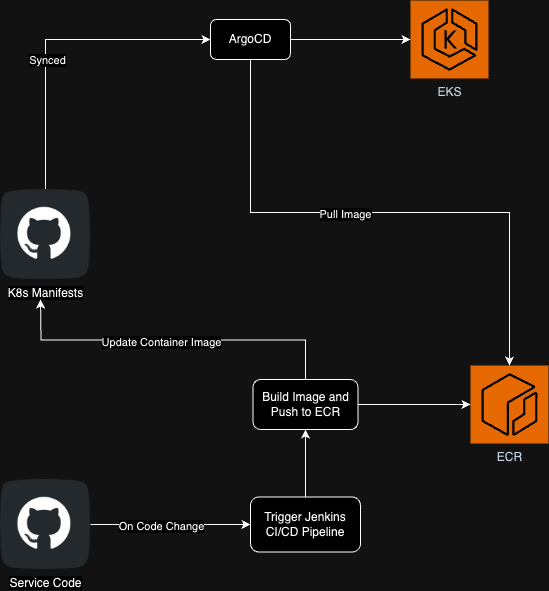 ArgoCD
Synced
K
EKS
Pull Image
K8s Manifests
Update Container Image
Build Image and
Push to ECR
ECR
Trigger Jenkins
CI/CD Pipeline
On Code Change
Service Code